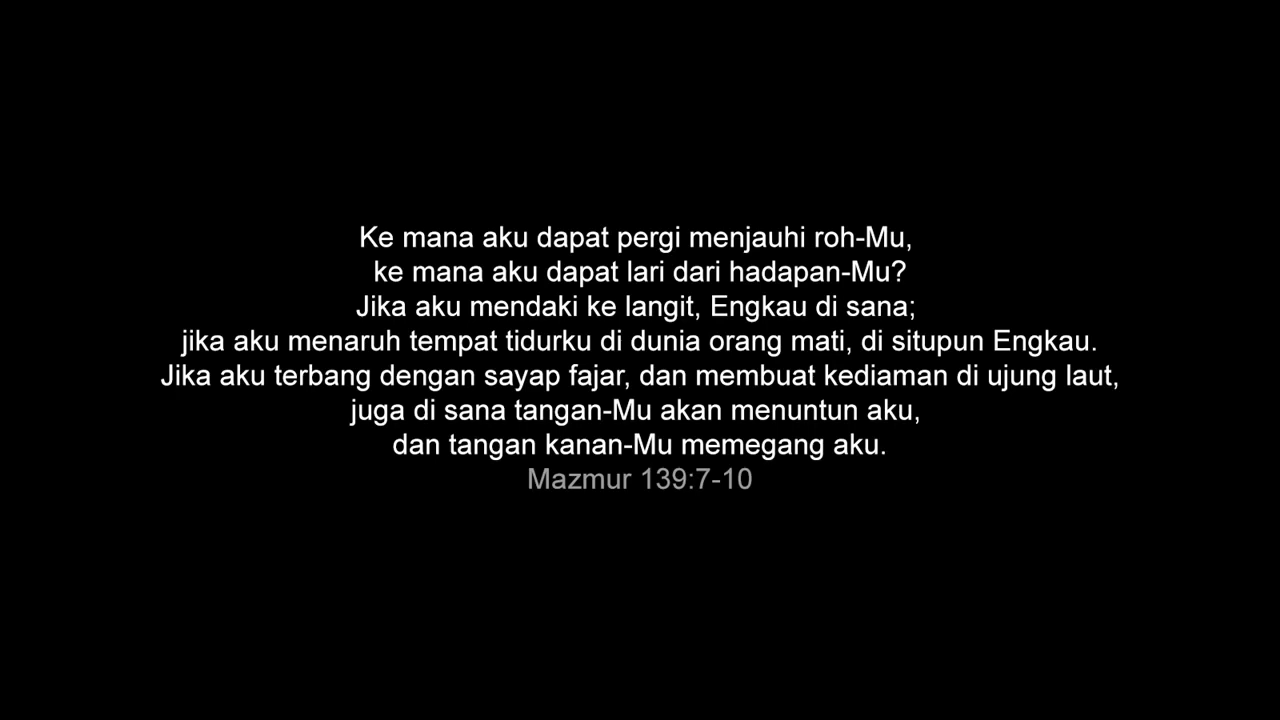 Ke mana aku dapat pergi menjauhi roh-Mu,
ke mana aku dapat lari dari hadapan-Mu?
Jika aku mendaki ke langit, Engkau di sana;
jika aku menaruh tempat tidurku di dunia orang mati, di situpun Engkau.
Jika aku terbang dengan sayap fajar, dan membuat kediaman di ujung laut,
juga di sana tangan-Mu akan menuntun aku,
dan tangan kanan-Mu memegang aku.
Mazmur 139:7-10